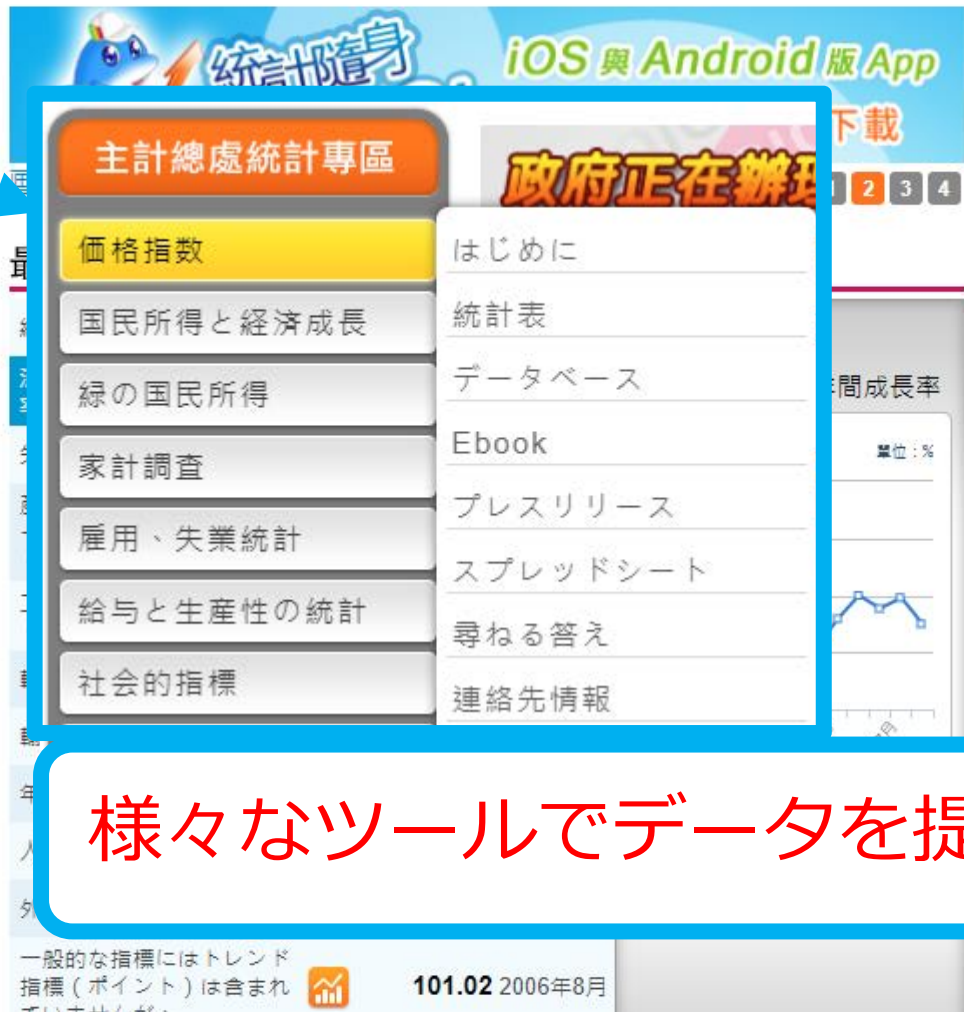 統計隨身
iOS 與 Android 版 App
下載
主計總處統計專區
政府正在辦理
2 3 4
価格指数
国民所得と経済成長
緑の国民所得
家計調査
雇用、失業統計
給与と生産性の統計
社会的指標
はじめに
統計表
データベース
Ebook
プレスリリース
スプレッドシート
尋ねる答え
連絡先情報
間成長率
單位:%
様々なツールでデータを提
一般的な指標にはトレンド
指標(ポイント)は含まれ
101.02 2006年8月